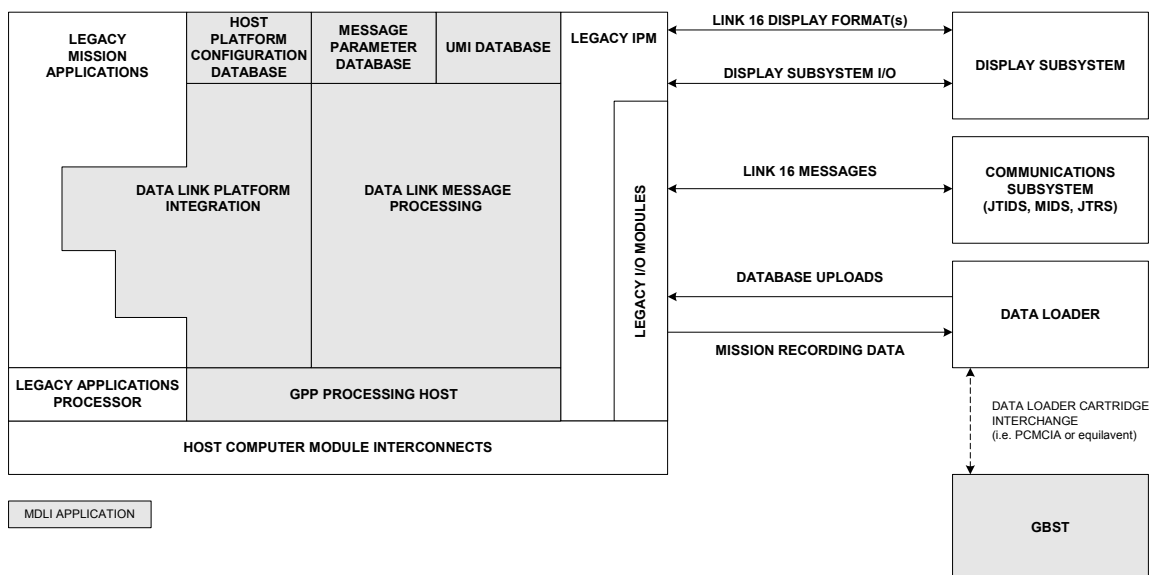 LEGACY
MISSION
APPLICATIONS
HOST
PLATFORM
CONFIGURATION
DATABASE
MESSAGE
PARAMETER
DATABASE
UMI DATABASE
LEGACY IPM
DATA LINK PLATFORM
INTEGRATION
DATA LINK MESSAGE
PROCESSING
LEGACY I/O MODULES
LEGACY APPLICATIONS
PROCESSOR
GPP PROCESSING HOST
HOST COMPUTER MODULE INTERCONNECTS
MDLI APPLICATION
LINK 16 DISPLAY FORMAT(s)
DISPLAY SUBSYSTEM I/O
DISPLAY SUBSYSTEM
LINK 16 MESSAGES
COMMUNICATIONS
SUBSYSTEM
(JTIDS, MIDS, JTRS)
DATABASE UPLOADS
MISSION RECORDING DATA
DATA LOADER
DATA LOADER CARTRIDGE
INTERCHANGE
(i.e. PCMCIA or equilavent)
GBST